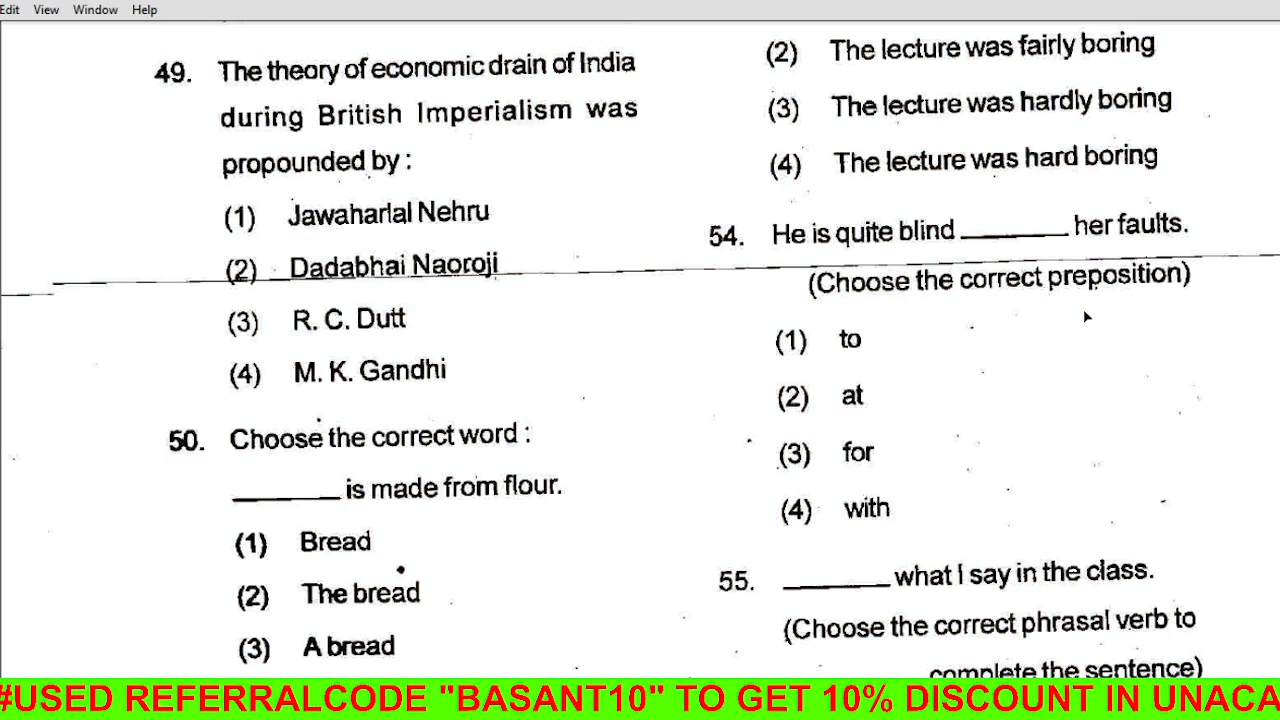 Edit View Window Help
49. The theory of economic drain of India
during British Imperialism was
propounded by :
(1) Jawaharlal Nehru
(2) Dadabhai Naoroji
(3) R. C. Dutt
(4) M. K. Gandhi
50. Choose the correct word :
______ is made from flour.
(1) Bread
(2) The bread
(3) A bread
(2) The lecture was fairly boring
(3) The lecture was hardly boring
(4) The lecture was hard boring
54. He is quite blind ______ her faults.
(Choose the correct preposition)
(1) to
(2) at
(3) for
(4) with
55. ______ what I say in the class.
(Choose the correct phrasal verb to
complete the sentence)
#USED REFERRALCODE "BASANT10" TO GET 10% DISCOUNT IN UNACA